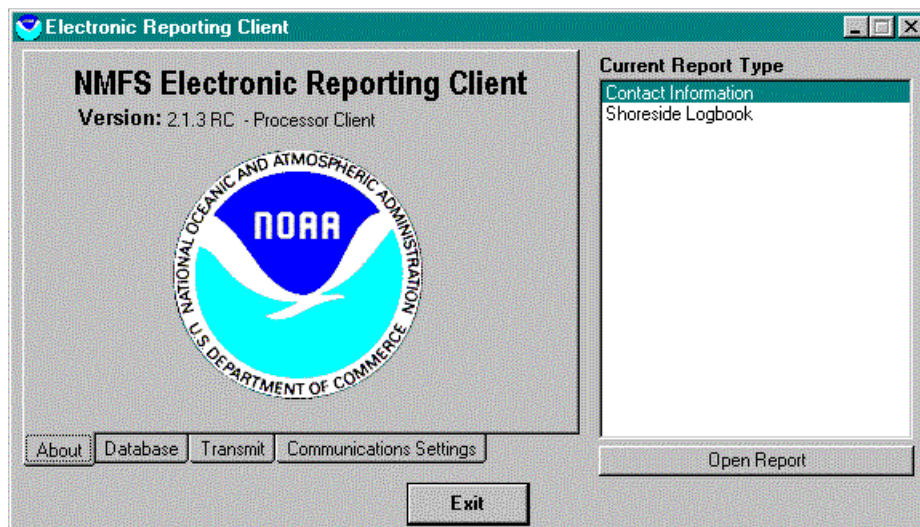 Electronic Reporting Client
NMFS Electronic Reporting Client
Version: 2.1.3 RC - Processor Client
NATIONAL OCEANIC AND ATMOSPHERIC ADMINISTRATION
NOAA
U.S. DEPARTMENT OF COMMERCE
About
Database
Transmit
Communications Settings
Current Report Type
Contact Information
Shoreside Logbook
Open Report
Exit